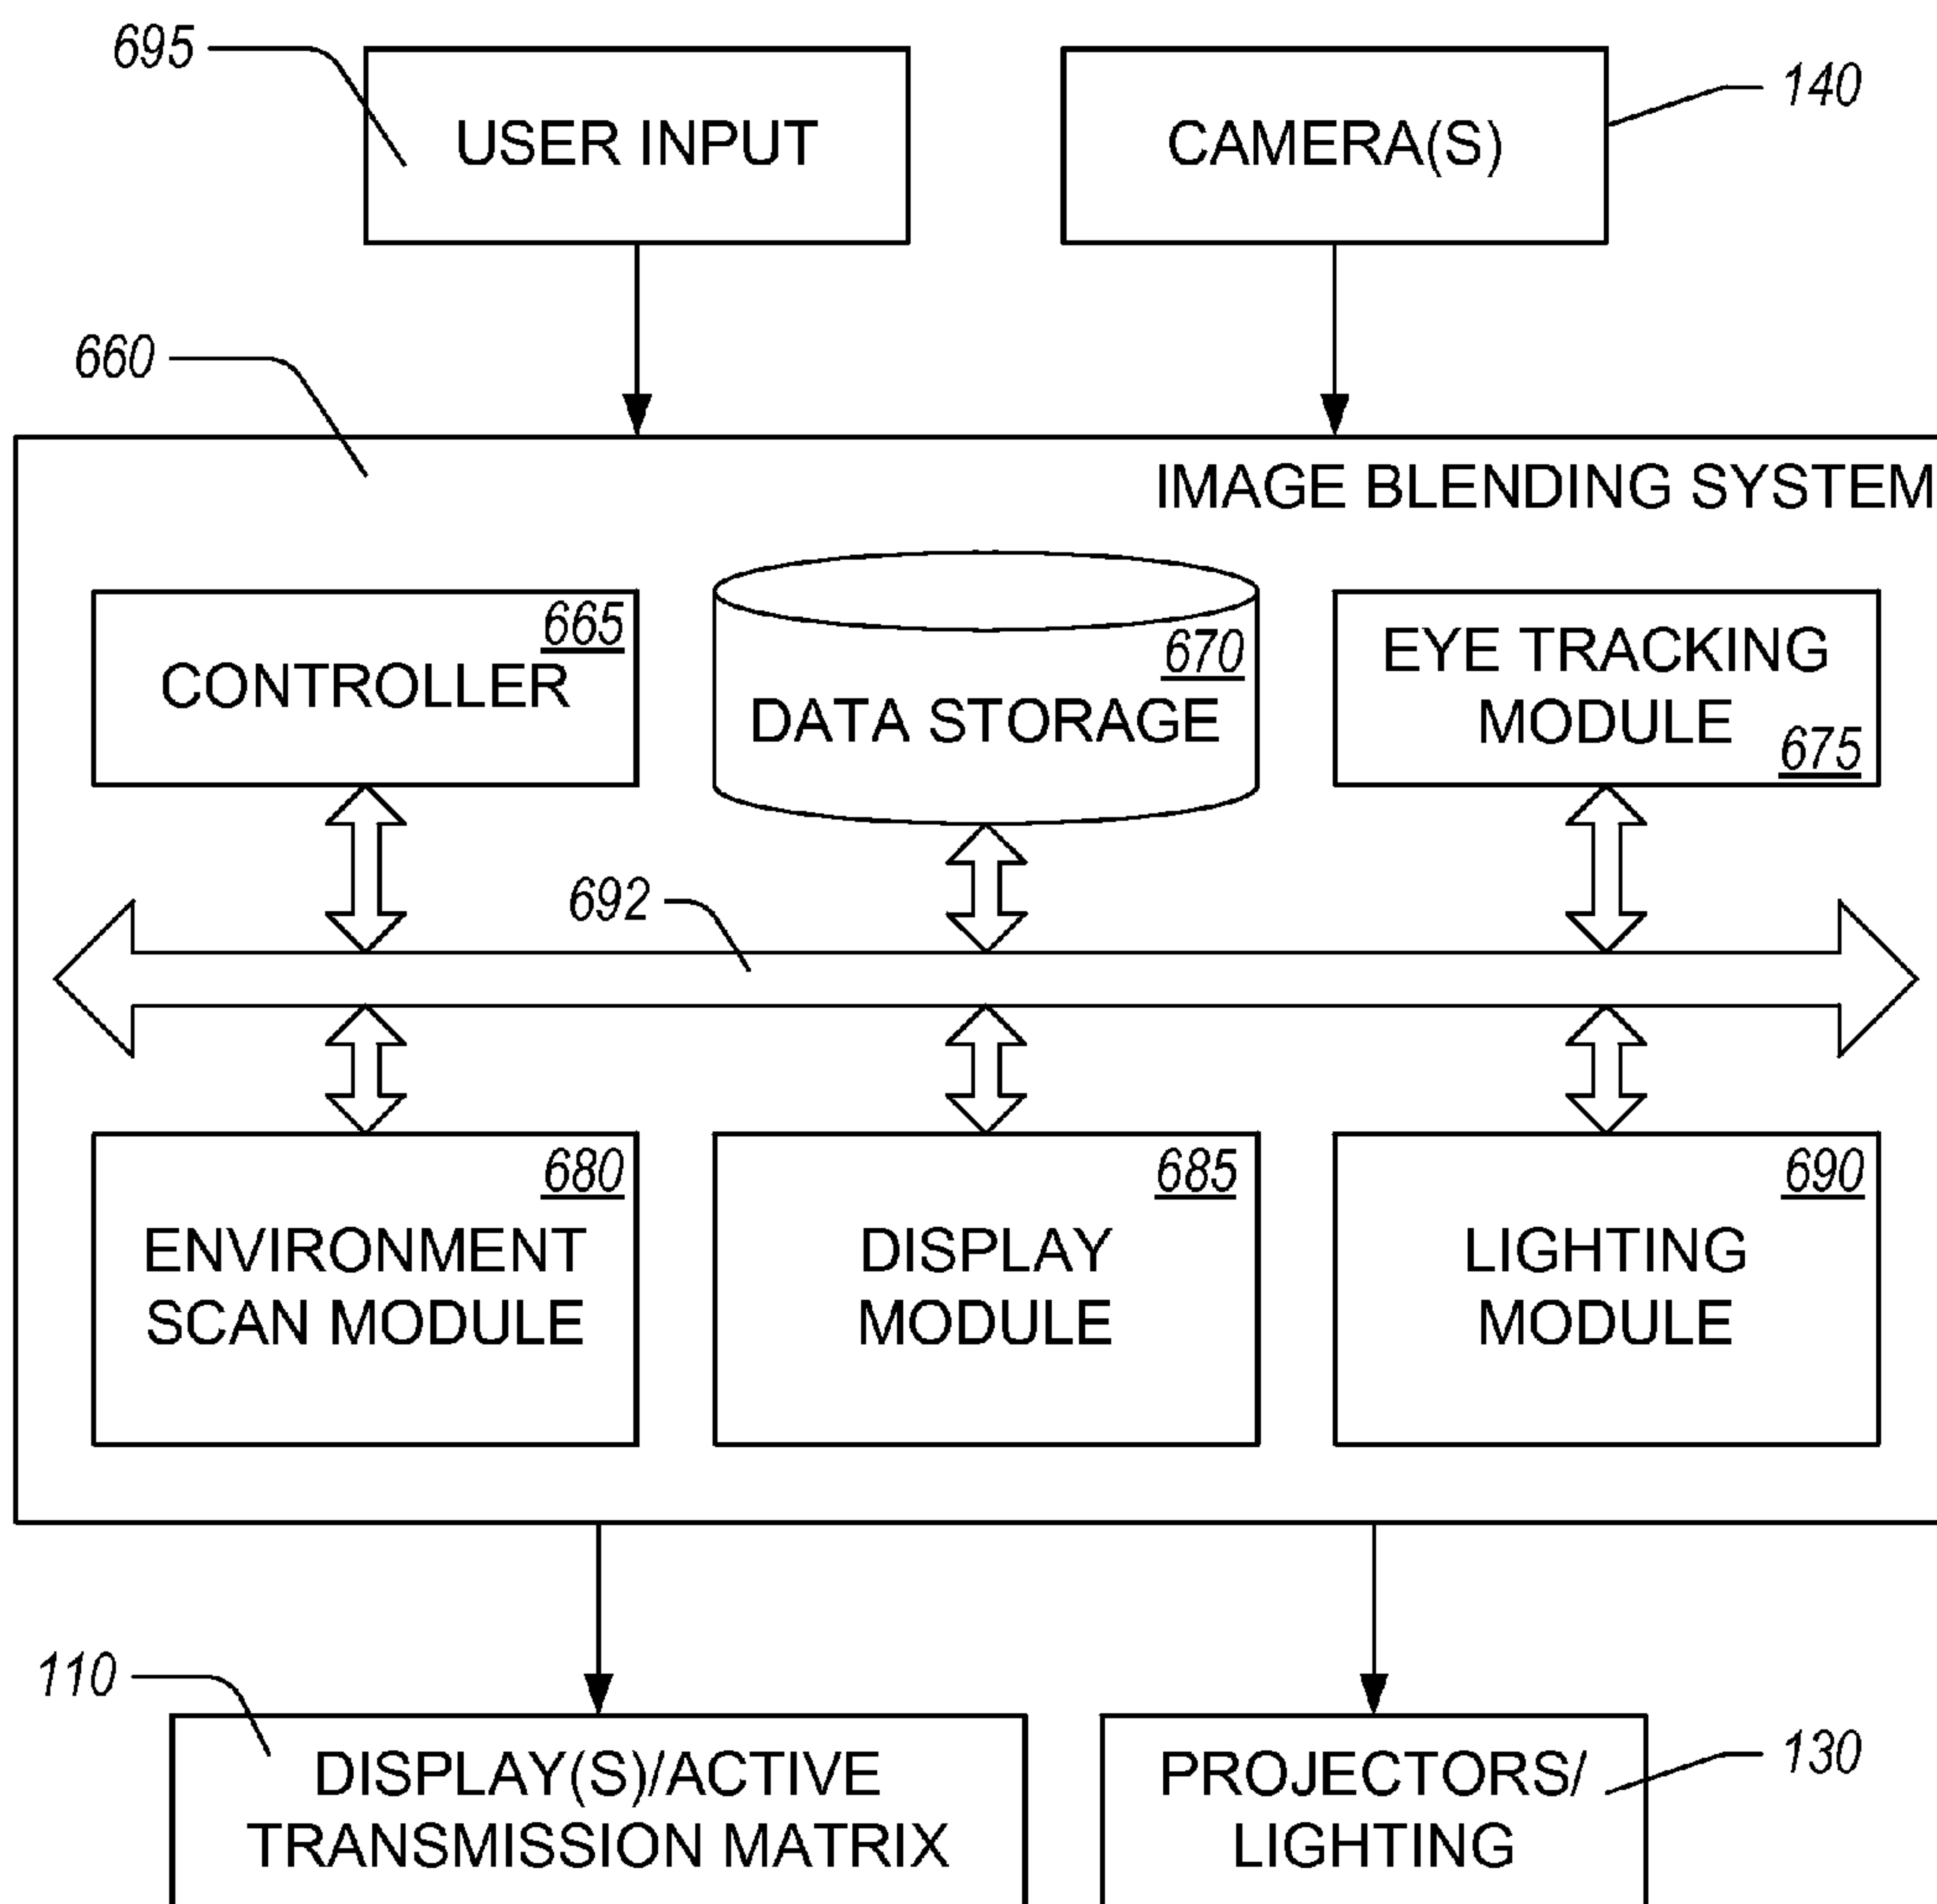 695
USER INPUT
CAMERA(S)
140
660
IMAGE BLENDING SYSTEM
665
CONTROLLER
670
DATA STORAGE
EYE TRACKING
MODULE
675
692
680
ENVIRONMENT
SCAN MODULE
685
DISPLAY
MODULE
690
LIGHTING
MODULE
110
DISPLAY(S)/ACTIVE
TRANSMISSION MATRIX
PROJECTORS/
LIGHTING
130